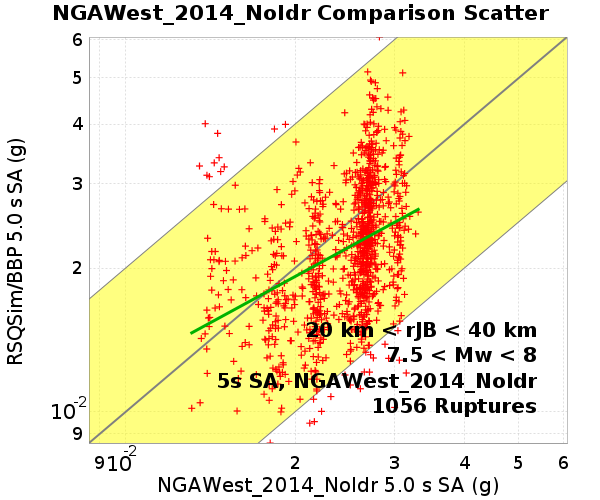 NGAWest_2014_NoIdr Comparison Scatter
RSQSim/BBP 5.0 s SA (g)
6
5
4
3
2
10-2
9
20 km < rJB < 40 km
7.5 < Mw < 8
5s SA, NGAWest_2014_NoIdr
1056 Ruptures
9 10-2 2 3 4 5 6
NGAWest_2014_NoIdr 5.0 s SA (g)